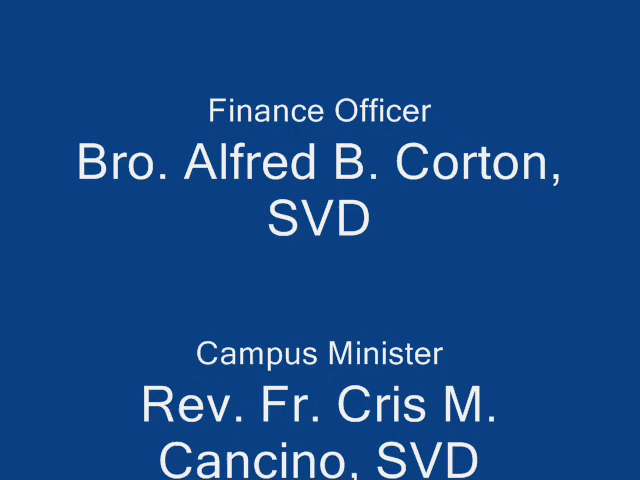 Finance Officer
Bro. Alfred B. Corton,
SVD
Campus Minister
Rev. Fr. Cris M.
Cancino, SVD